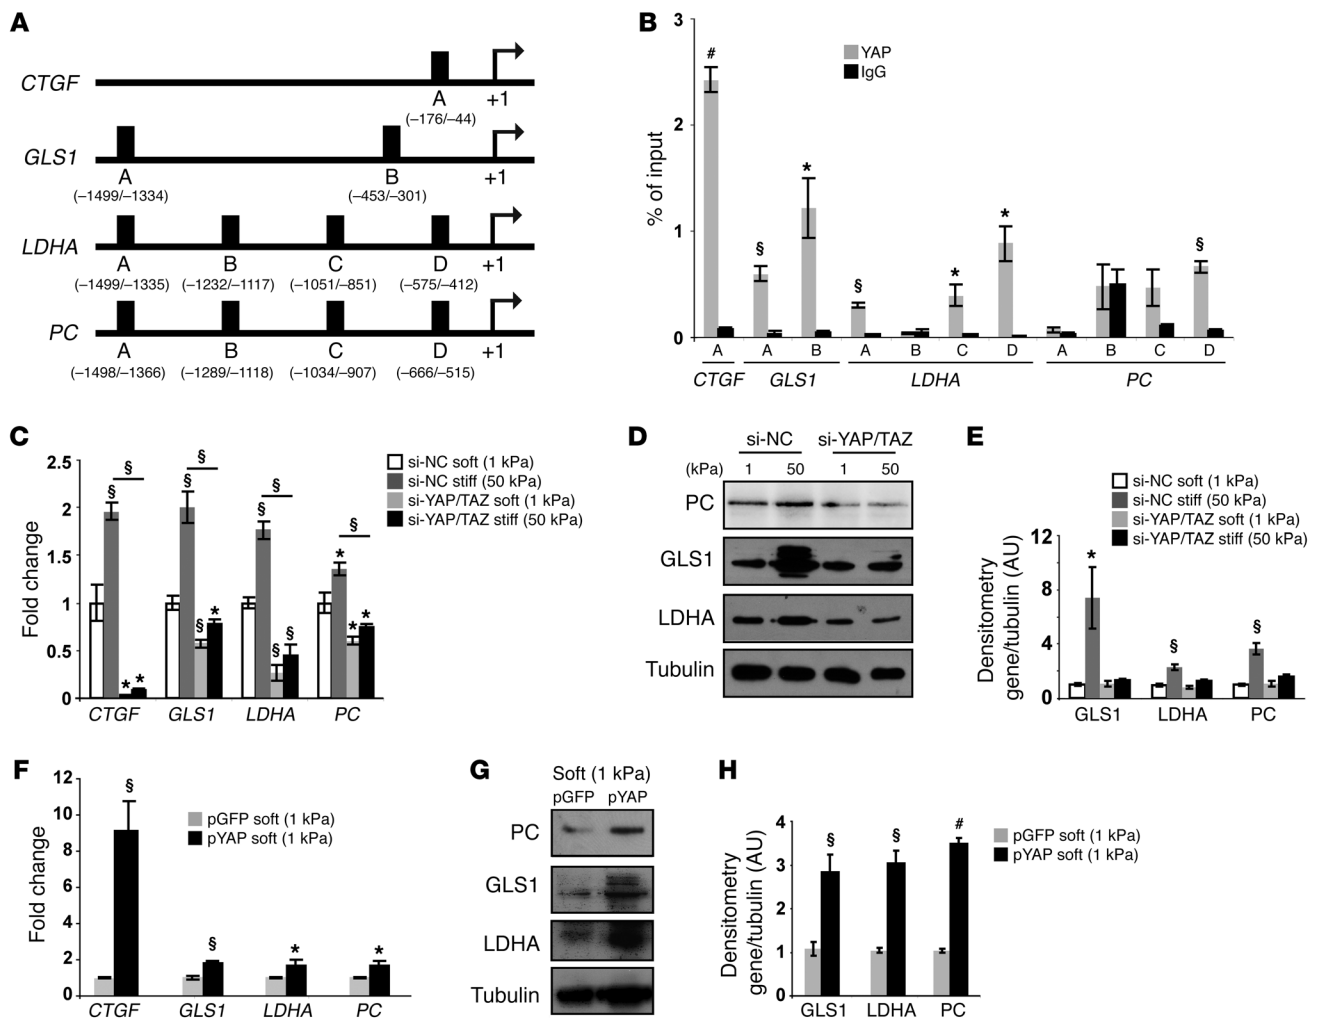 A
CTGF
A
+1
(–176/–44)
GLS1
A
B
+1
(–1499/–1334)
(–453/–301)
LDHA
A
B
C
D
+1
(–1499/–1335)
(–1232/–1117)
(–1051/–851)
(–575/–412)
PC
A
B
C
D
+1
(–1498/–1366)
(–1289/–1118)
(–1034/–907)
(–666/–515)
B
3
2
1
0
% of input
YAP
IgG
#
§
*
§
*
*
§
A
A
B
A
B
C
D
A
B
C
D
CTGF
GLS1
LDHA
PC
C
2.5
2
1.5
1
0.5
0
Fold change
si-NC soft (1 kPa)
si-NC stiff (50 kPa)
si-YAP/TAZ soft (1 kPa)
si-YAP/TAZ stiff (50 kPa)
§
§
§
§
§
§
§
*
* *
§
*
§
§
*
*
CTGF
GLS1
LDHA
PC
D
si-NC
si-YAP/TAZ
(kPa)
1
50
1
50
PC
GLS1
LDHA
Tubulin
E
si-NC soft (1 kPa)
si-NC stiff (50 kPa)
si-YAP/TAZ soft (1 kPa)
si-YAP/TAZ stiff (50 kPa)
12
8
4
0
Densitometry
gene/tubulin (AU)
*
§
§
GLS1
LDHA
PC
F
12
10
8
6
4
2
0
Fold change
pGFP soft (1 kPa)
pYAP soft (1 kPa)
§
§
*
*
CTGF
GLS1
LDHA
PC
G
Soft (1 kPa)
pGFP
pYAP
PC
GLS1
LDHA
Tubulin
H
4
3
2
1
0
Densitometry
gene/tubulin (AU)
pGFP soft (1 kPa)
pYAP soft (1 kPa)
§
§
#
GLS1
LDHA
PC